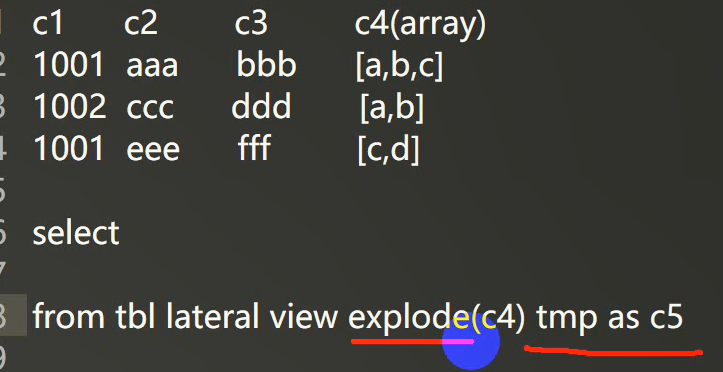 c1 c2 c3 c4(array)
2 1001 aaa bbb [a,b,c]
3 1002 ccc ddd [a,b]
4 1001 eee fff [c,d]
5
6 select
7
8 from tbl lateral view explode(c4) tmp as c5
9